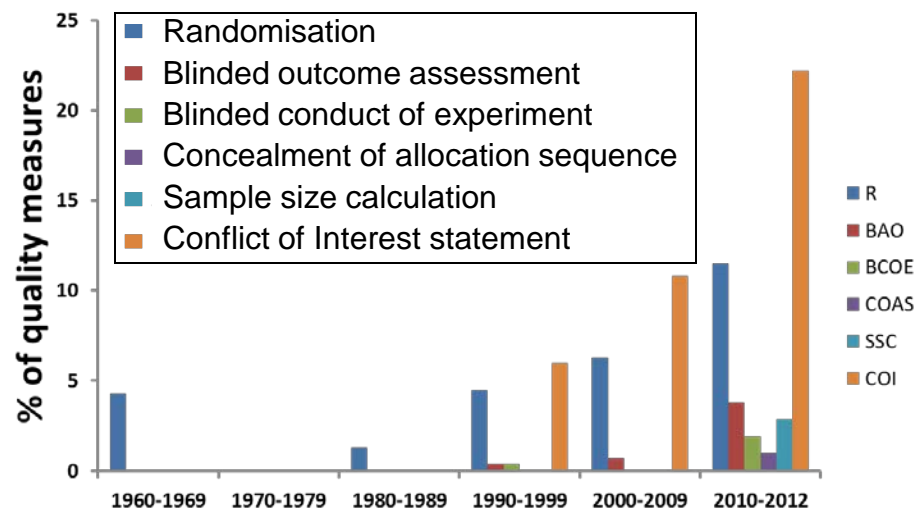 % of quality measures
25
20
15
10
5
0
Randomisation
Blinded outcome assessment
Blinded conduct of experiment
Concealment of allocation sequence
Sample size calculation
Conflict of Interest statement
R
BAO
BCOE
COAS
SSC
COI
1960-1969 1970-1979 1980-1989 1990-1999 2000-2009 2010-2012